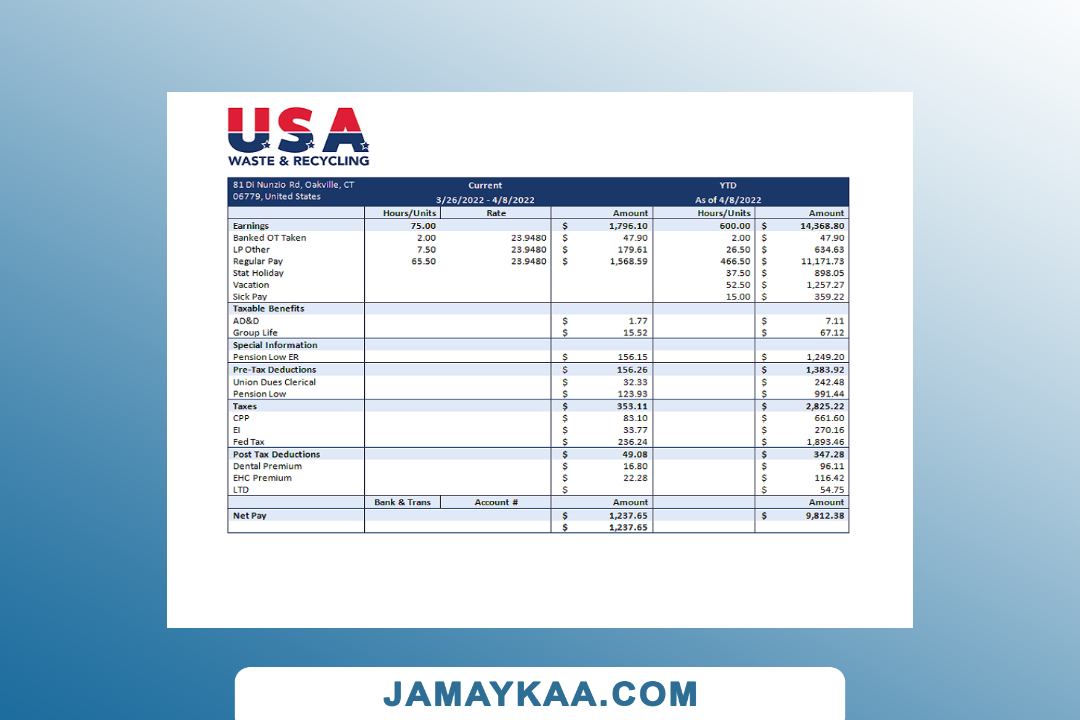 USA
WASTE & RECYCLING
81 Di Nunzio Rd, Oakville, CT Current YTD
06779, United States 3/26/2022 - 4/8/2022 As of 4/8/2022
Hours/Units Rate Amount Hours/Units Amount
Earnings 75.00 $ 1,796.10 600.00 $ 14,368.80
Banked OT Taken 2.00 23.9480 $ 47.90 2.00 $ 47.90
LP Other 7.50 23.9480 $ 179.61 26.50 $ 634.63
Regular Pay 65.50 23.9480 $ 1,568.59 466.50 $ 11,171.73
Stat Holiday 37.50 $ 898.05
Vacation 52.50 $ 1,257.27
Sick Pay 15.00 $ 359.22
Taxable Benefits
AD&D $ 1.77 $ 7.11
Group Life $ 15.52 $ 67.12
Special Information
Pension Low ER $ 156.15 $ 1,249.20
Pre-Tax Deductions $ 156.26 $ 1,383.92
Union Dues Clerical $ 32.33 $ 242.48
Pension Low $ 123.93 $ 991.44
Taxes $ 353.11 $ 2,825.22
CPP $ 83.10 $ 661.60
EI $ 33.77 $ 270.16
Fed Tax $ 236.24 $ 1,893.46
Post Tax Deductions $ 49.08 $ 347.28
Dental Premium $ 16.80 $ 96.11
EHC Premium $ 22.28 $ 116.42
LTD $ $ 54.75
Bank & Trans Account # Amount Amount
Net Pay $ 1,237.65 $ 9,812.38
$ 1,237.65
JAMAYKAA.COM